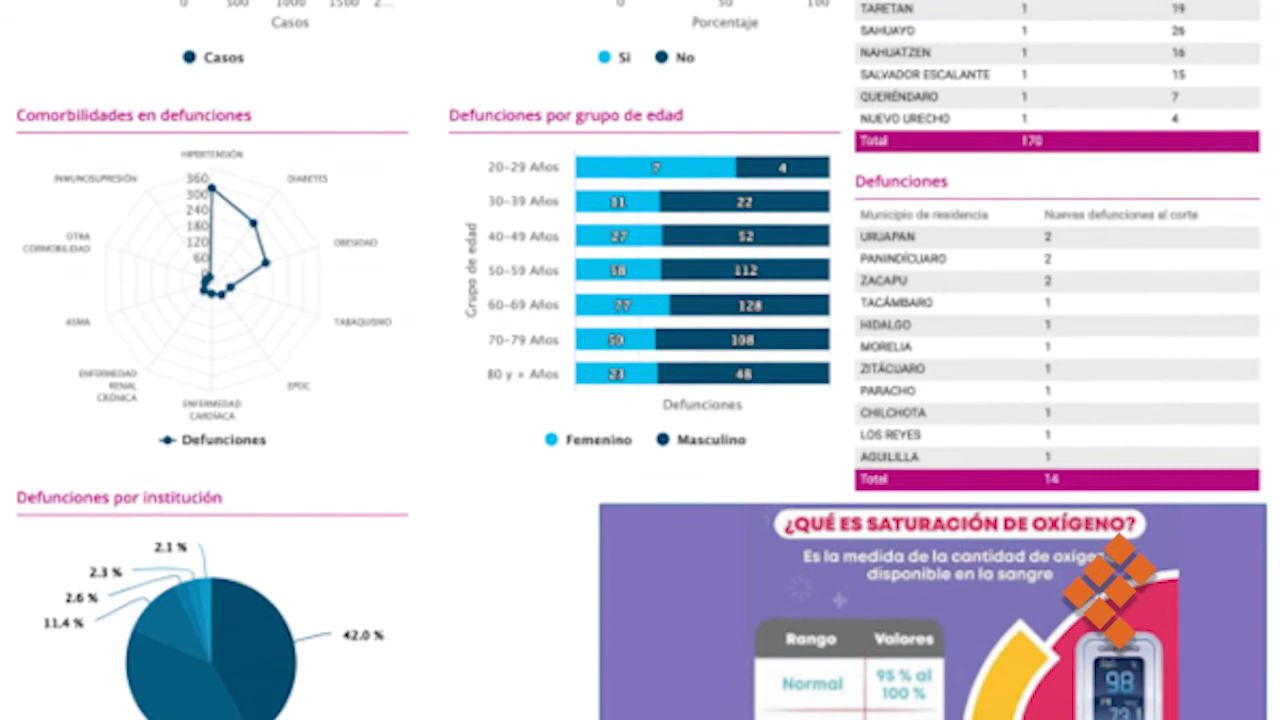 0 500 1000 1500 2...
Casos
Casos
0 50 100
Porcentaje
Si No
TARETAN 1 19
SAHUAYO 1 26
NAHUATZEN 1 16
SALVADOR ESCALANTE 1 15
QUERÉNDARO 1 7
NUEVO URECHO 1 4
Total 170
Comorbilidades en defunciones
HIPERTENSIÓN
DIABETES
OBESIDAD
TABAQUISMO
EPOC
ENFERMEDAD
CARDÍACA
ENFERMEDAD
RENAL
CRÓNICA
ASMA
OTRA
COMORBILIDAD
INMUNOSUPRESIÓN
360
300
240
180
120
60
0
Defunciones
Defunciones por grupo de edad
Grupo de edad
20-29 Años 7 4
30-39 Años 11 22
40-49 Años 27 52
50-59 Años 58 112
60-69 Años 77 128
70-79 Años 50 108
80 y + Años 23 48
Defunciones
Femenino Masculino
Defunciones
Municipio de residencia Nuevas defunciones al corte
URUAPAN 2
PANINDÍCUARO 2
ZACAPU 2
TACÁMBARO 1
HIDALGO 1
MORELIA 1
ZITÁCUARO 1
PARACHO 1
CHILCHOTA 1
LOS REYES 1
AGUILILLA 1
Total 14
Defunciones por institución
2.1 %
2.3 %
2.6 %
11.4 %
42.0 %
¿QUÉ ES SATURACIÓN DE OXÍGENO?
Es la medida de la cantidad de
disponible en la sangre
Rango Valores
Normal 95 % al
100 %
98